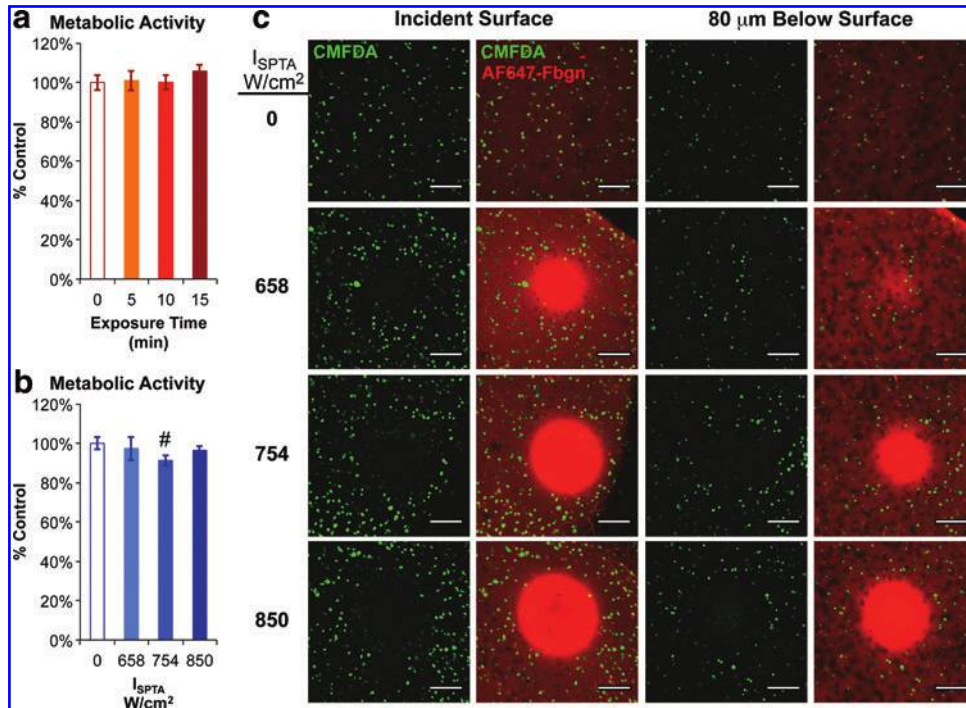 a
Metabolic Activity
120%
100%
80%
60%
40%
20%
0%
% Control
0 5 10 15
Exposure Time
(min)
b
Metabolic Activity
120%
100%
80%
60%
40%
20%
0%
% Control
#
0 658 754 850
I_SPTA
W/cm²
c
Incident Surface
80 μm Below Surface
I_SPTA
W/cm²
CMFDA
CMFDA
AF647-Fbgn
0
658
754
850